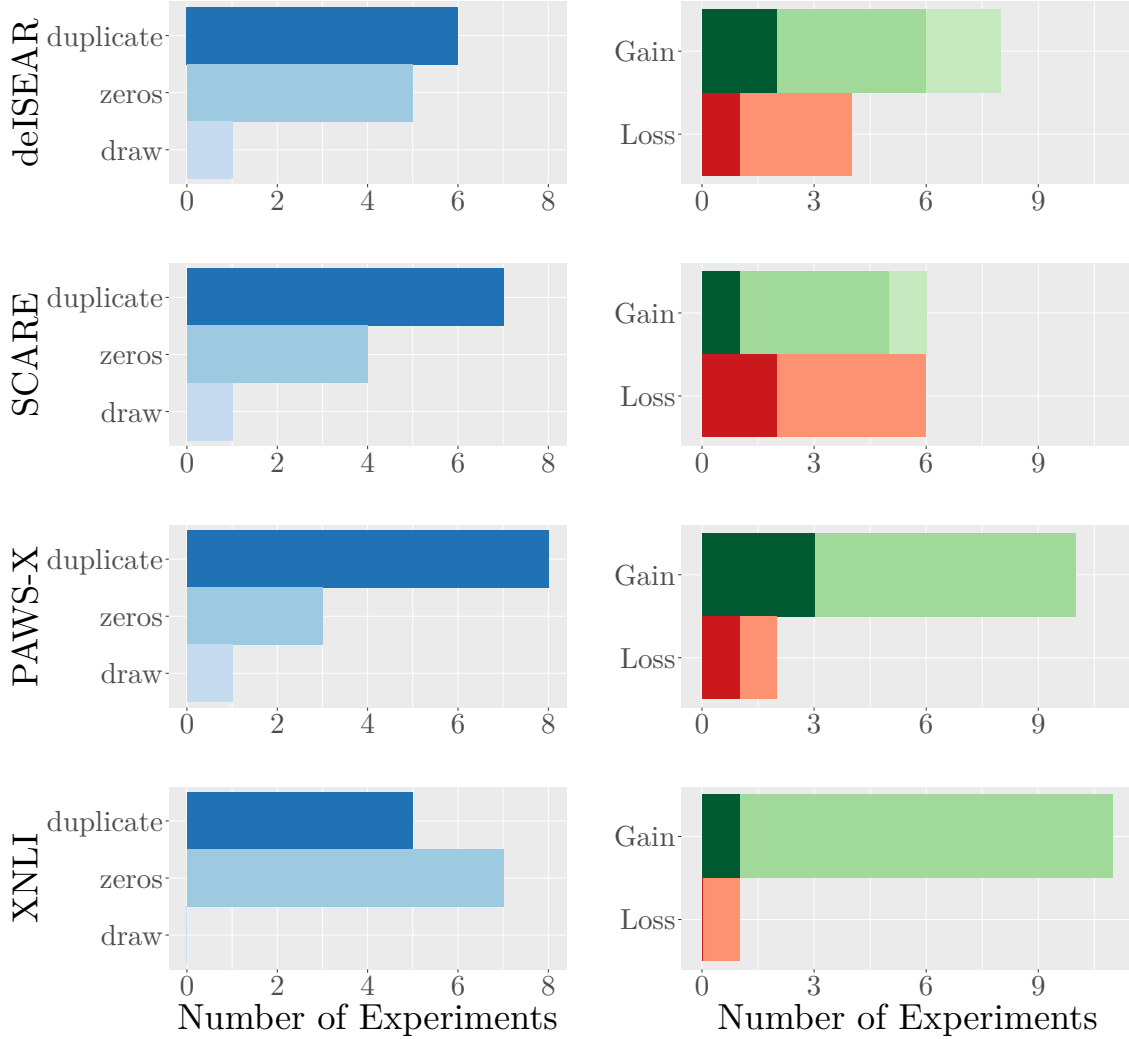 deISEAR
duplicate
zeros
draw
0 2 4 6 8
Gain
Loss
0 3 6 9
SCARE
duplicate
zeros
draw
0 2 4 6 8
Gain
Loss
0 3 6 9
PAWS-X
duplicate
zeros
draw
0 2 4 6 8
Gain
Loss
0 3 6 9
XNLI
duplicate
zeros
draw
0 2 4 6 8
Number of Experiments
Gain
Loss
0 3 6 9
Number of Experiments